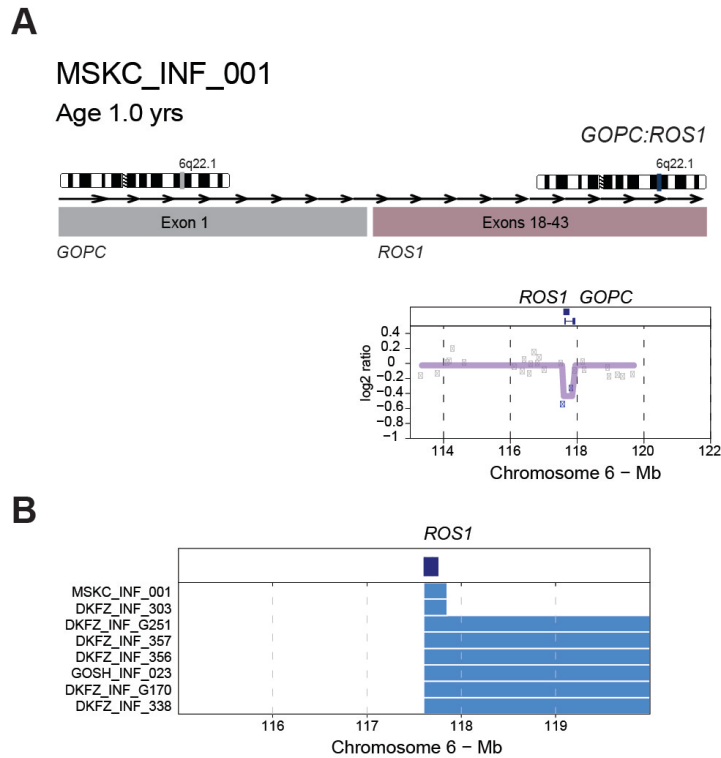 A
MSKC_INF_001
Age 1.0 yrs
GOPC:ROS1
6q22.1
6q22.1
Exon 1
Exons 18-43
GOPC
ROS1
ROS1 GOPC
log2 ratio
0.4
0.2
0
−0.2
−0.4
−0.6
−0.8
−1
114 116 118 120 122
Chromosome 6 − Mb
B
ROS1
MSKC_INF_001
DKFZ_INF_303
DKFZ_INF_G251
DKFZ_INF_357
DKFZ_INF_356
GOSH_INF_023
DKFZ_INF_G170
DKFZ_INF_338
116 117 118 119
Chromosome 6 − Mb